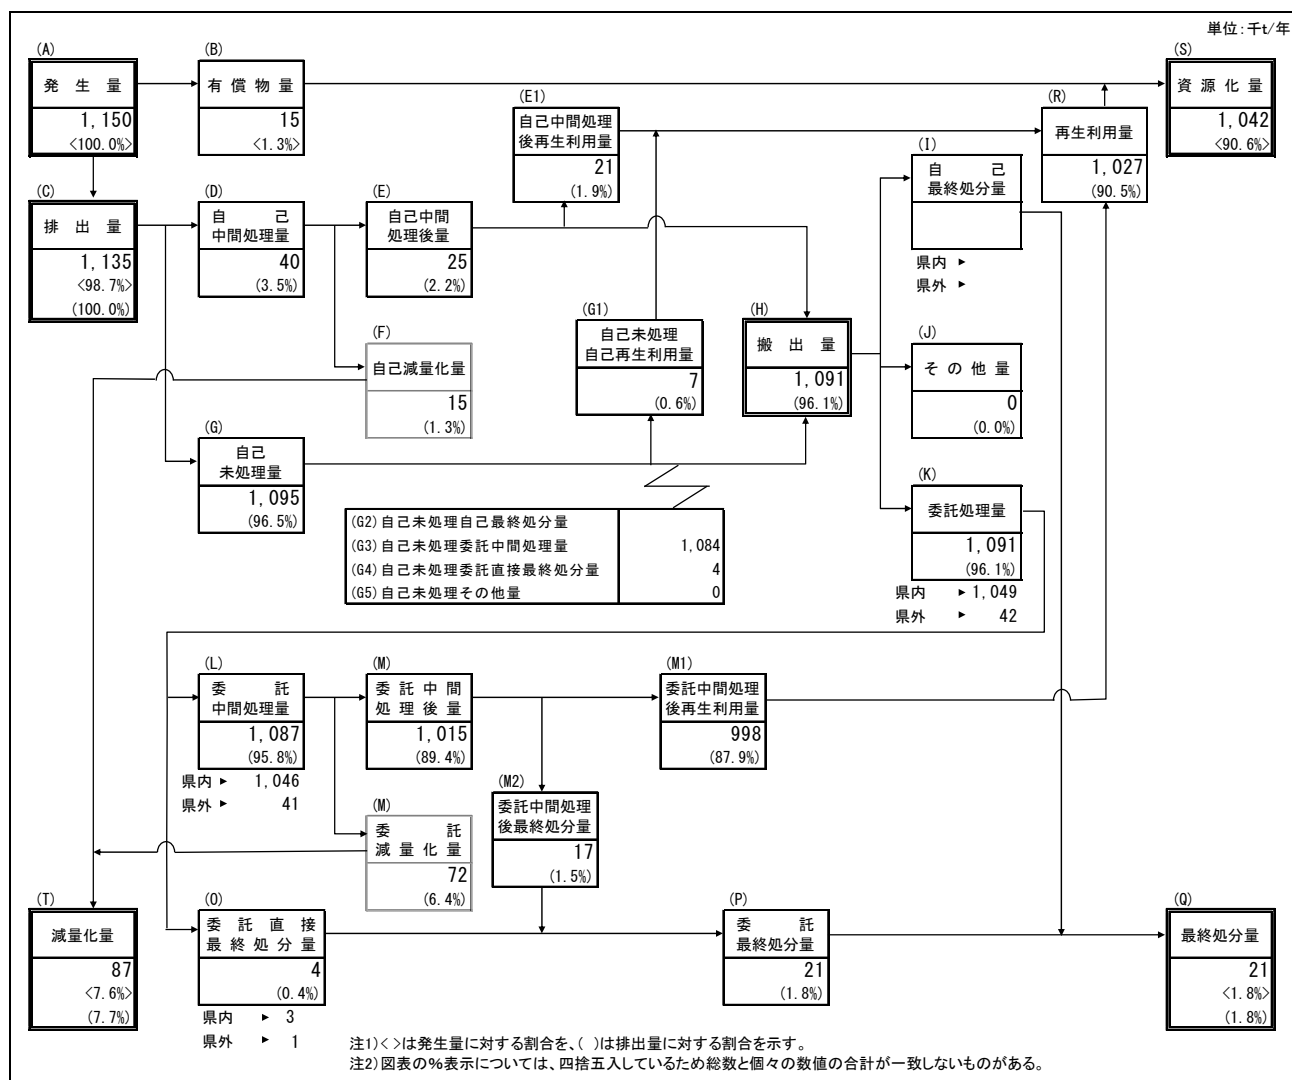 単位：千t/年
(A)
発生量
1,150
<100.0%>
(B)
有償物量
15
<1.3%>
(S)
資源化量
1,042
<90.6%>
(E1)
自己中間処理
後再生利用量
21
(1.9%)
(R)
再生利用量
1,027
(90.5%)
(I)
自己
最終処分量
県内 ▶
県外 ▶
(C)
排出量
1,135
<98.7%>
(100.0%)
(D)
自己
中間処理量
40
(3.5%)
(E)
自己中間
処理後量
25
(2.2%)
(F)
自己減量化量
15
(1.3%)
(G1)
自己未処理
自己再生利用量
7
(0.6%)
(H)
搬出量
1,091
(96.1%)
(J)
その他量
0
(0.0%)
(G)
自己
未処理量
1,095
(96.5%)
(K)
委託処理量
1,091
(96.1%)
県内 ▶ 1,049
県外 ▶ 42
(G2)自己未処理自己最終処分量
(G3)自己未処理委託中間処理量 1,084
(G4)自己未処理委託直接最終処分量 4
(G5)自己未処理その他量 0
(L)
委託
中間処理量
1,087
(95.8%)
県内 ▶ 1,046
県外 ▶ 41
(M)
委託中間
処理後量
1,015
(89.4%)
(M1)
委託中間処理
後再生利用量
998
(87.9%)
(M2)
委託中間処理
後最終処分量
17
(1.5%)
(M)
委託
減量化量
72
(6.4%)
(T)
減量化量
87
<7.6%>
(7.7%)
(O)
委託直接
最終処分量
4
(0.4%)
県内 ▶ 3
県外 ▶ 1
(P)
委託
最終処分量
21
(1.8%)
(Q)
最終処分量
21
<1.8%>
(1.8%)
注1)< >は発生量に対する割合を、( )は排出量に対する割合を示す。
注2)図表の%表示については、四捨五入しているため総数と個々の数値の合計が一致しないものがある。